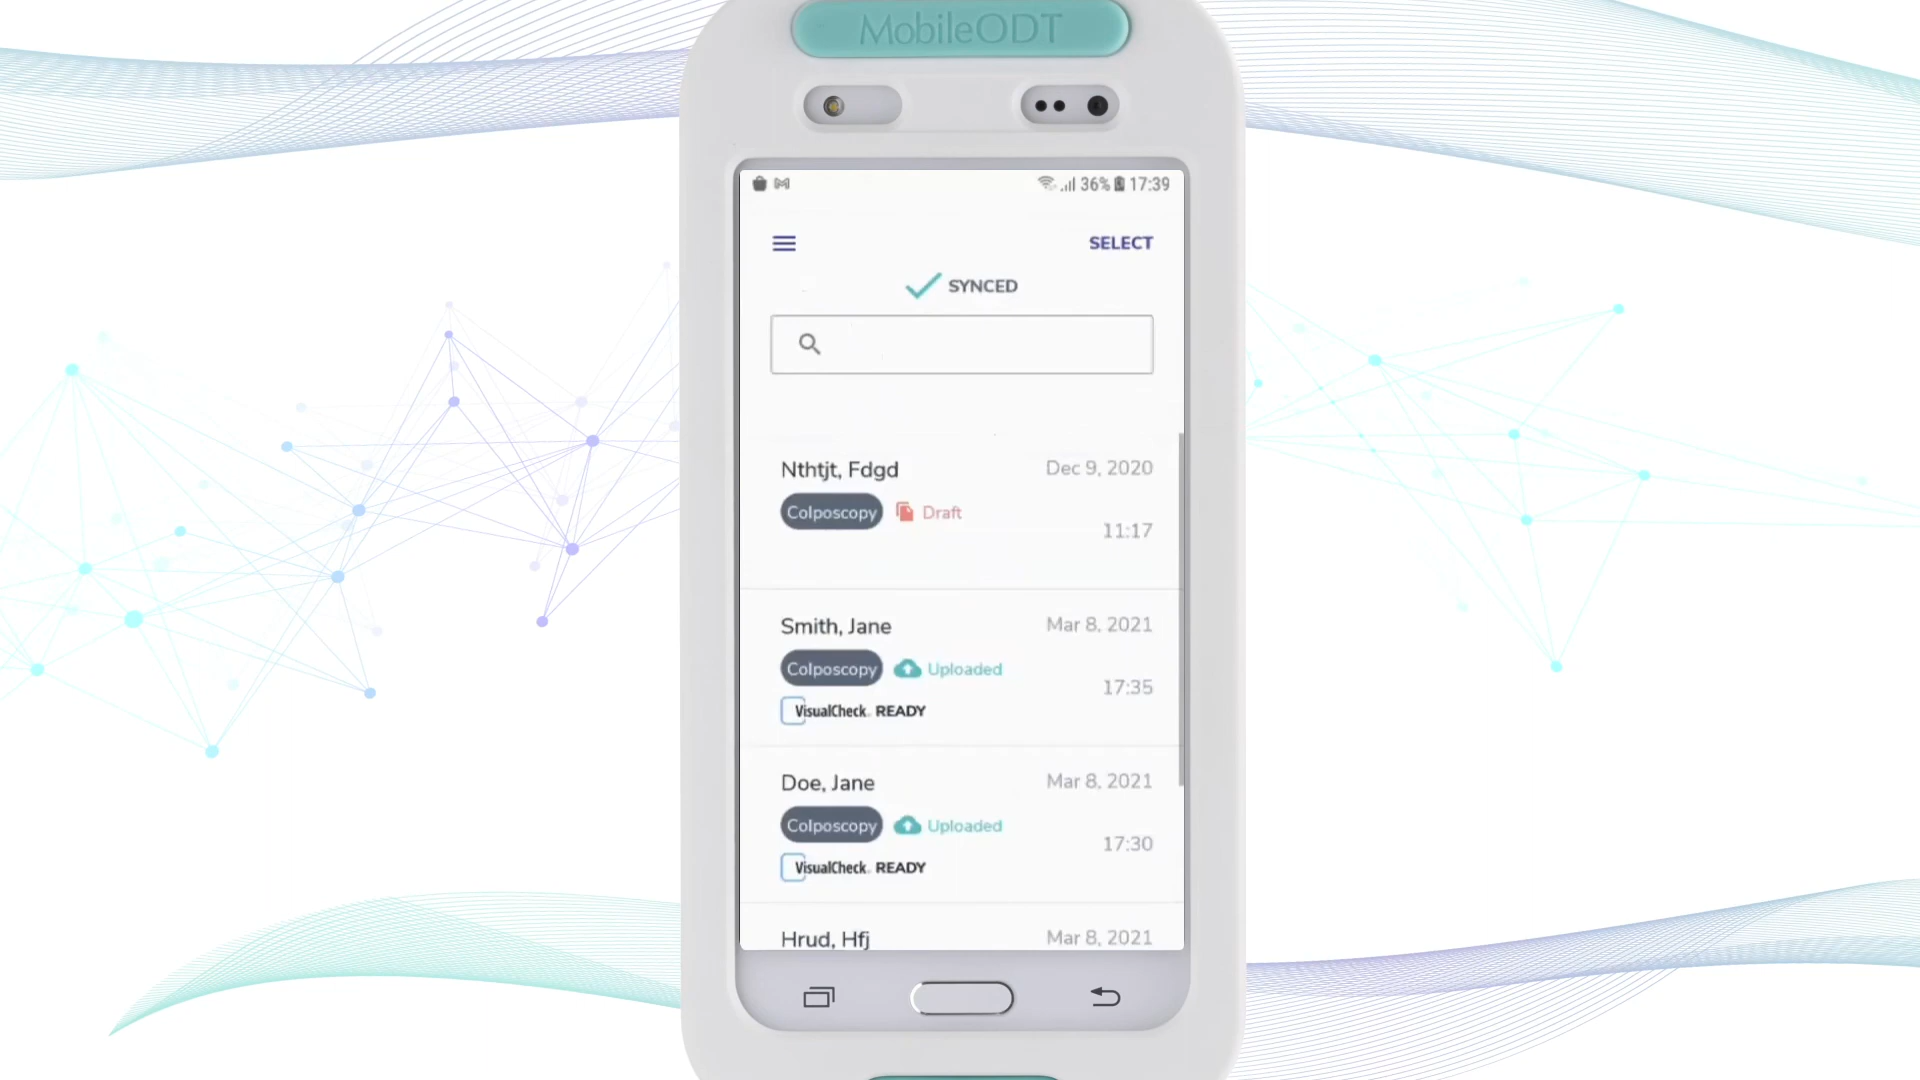 MobileODT
36% 17:39
SELECT
SYNCED
Nthtjt, Fdgd Dec 9, 2020
Colposcopy Draft
11:17
Smith, Jane Mar 8, 2021
Colposcopy Uploaded
17:35
VisualCheck READY
Doe, Jane Mar 8, 2021
Colposcopy Uploaded
17:30
VisualCheck READY
Hrud, Hfj Mar 8, 2021